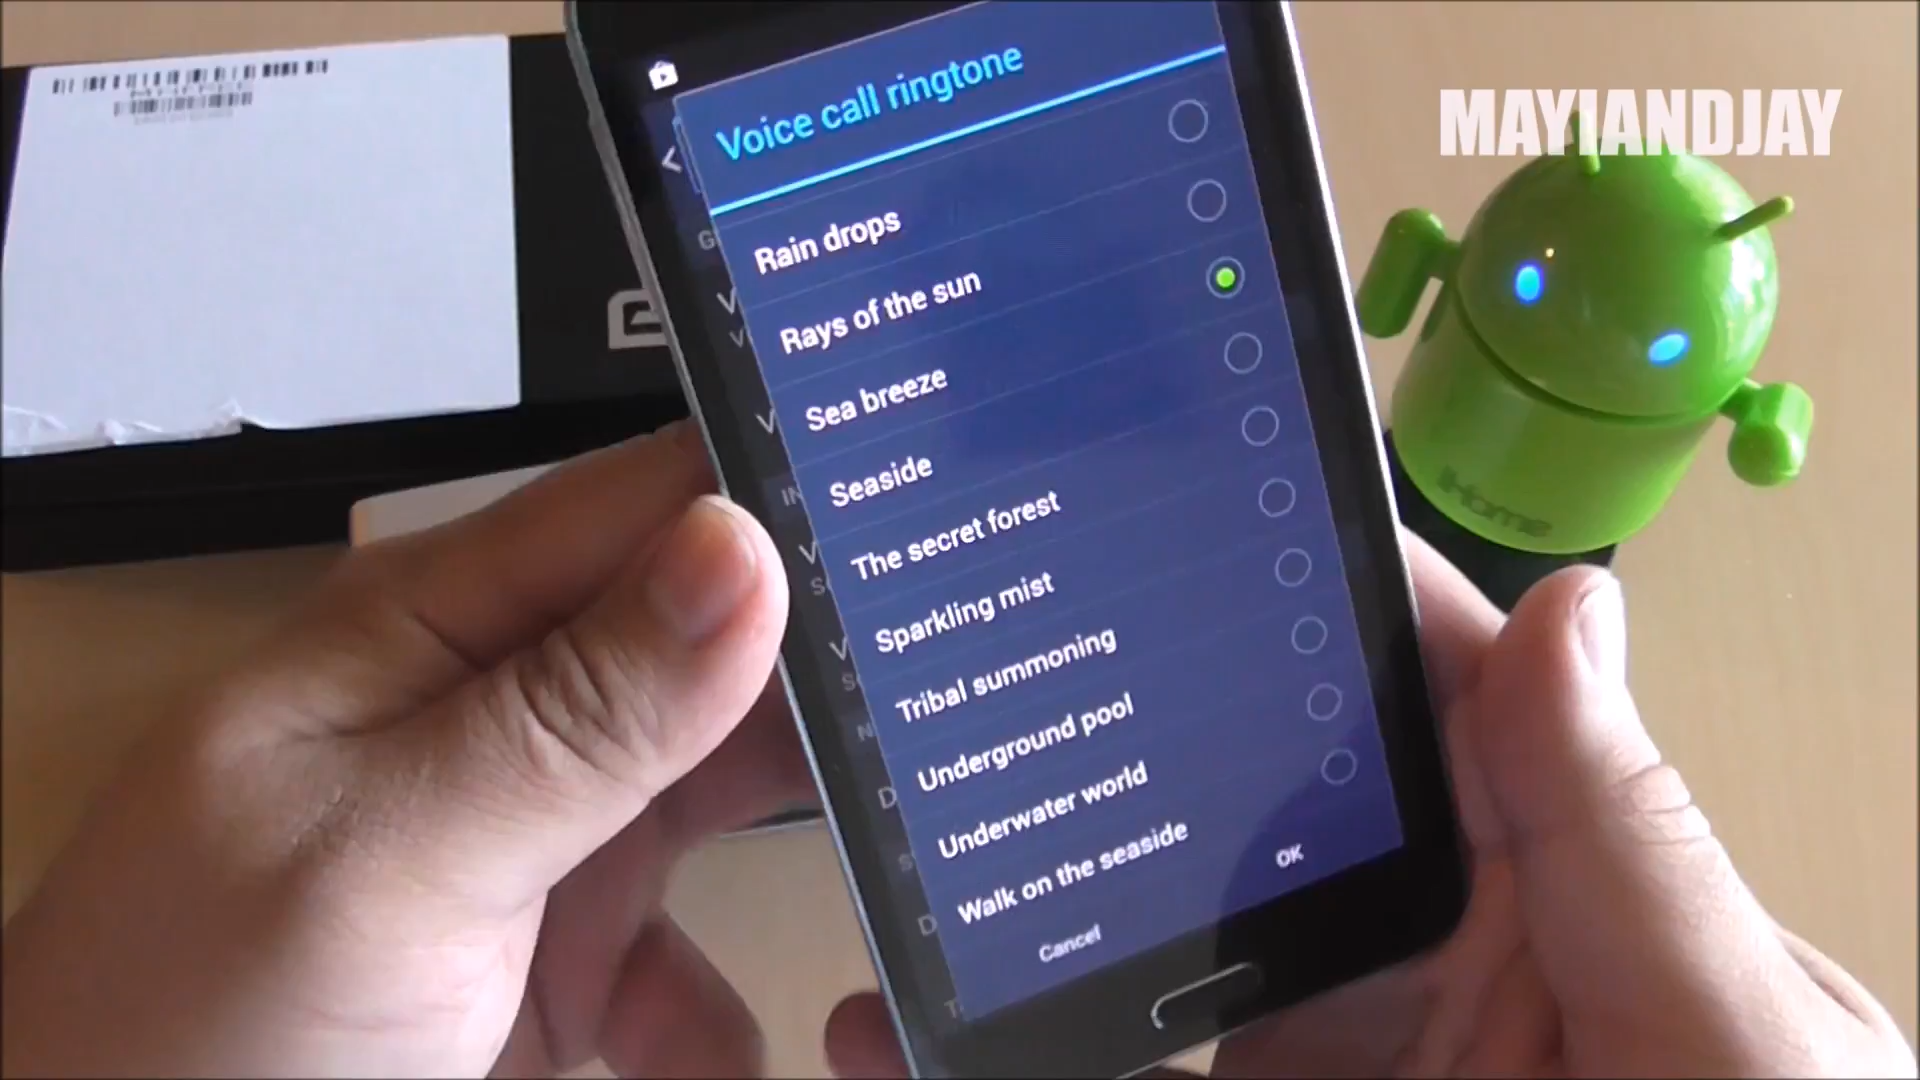 MAYIANDJAY
Voice call ringtone
Rain drops
Rays of the sun
Sea breeze
Seaside
The secret forest
Sparkling mist
Tribal summoning
Underground pool
Underwater world
Walk on the seaside
Cancel
OK
iHome